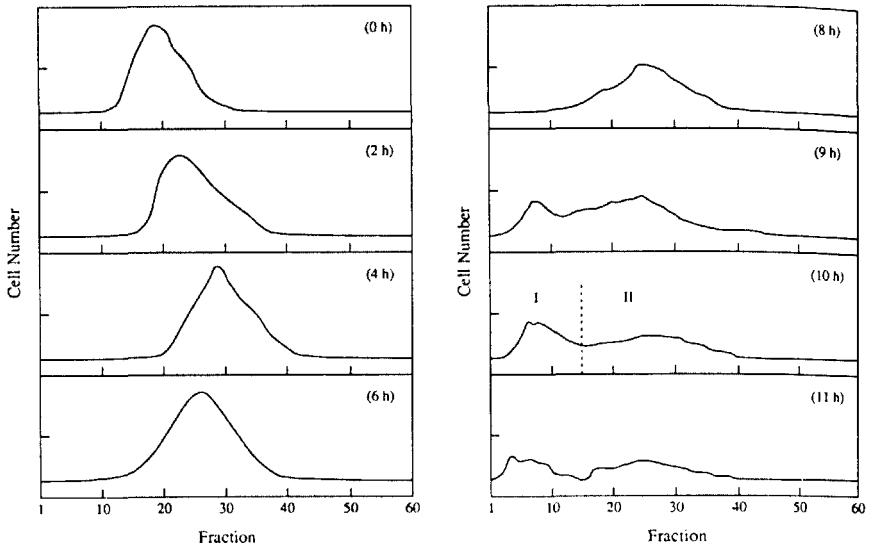 (0 h)
(2 h)
(4 h)
(6 h)
Cell Number
1 10 20 30 40 50 60
Fraction
(8 h)
(9 h)
I II (10 h)
(11 h)
Cell Number
1 10 20 30 40 50 60
Fraction